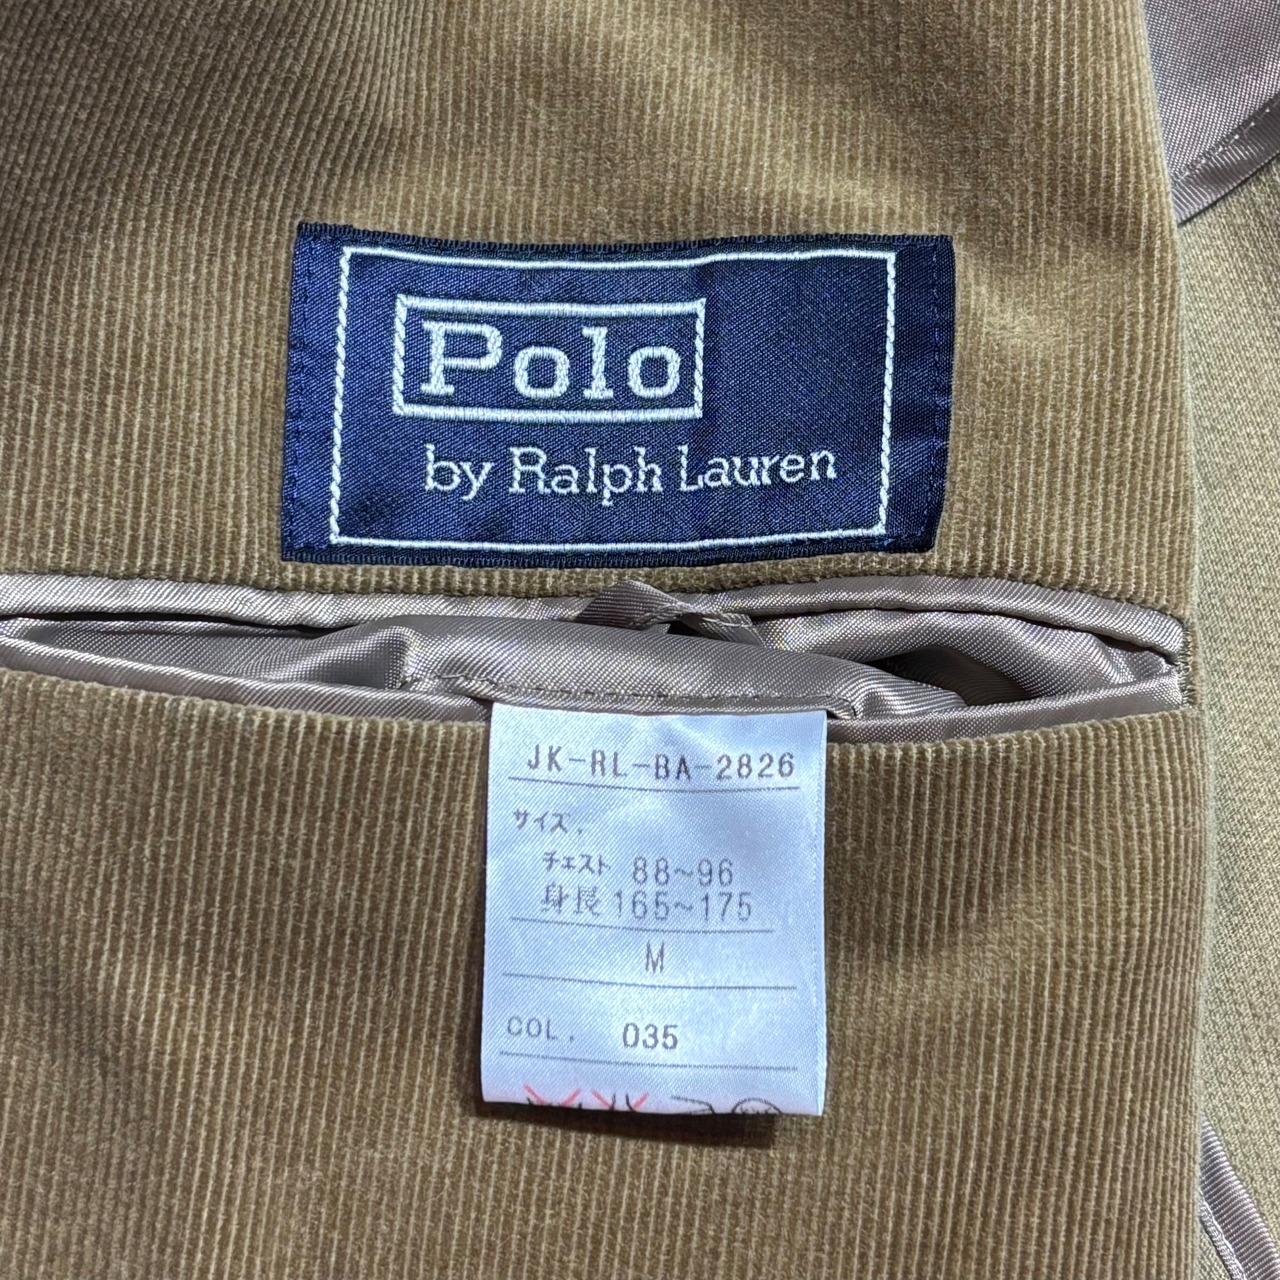 Polo
by Ralph Lauren
JK-RL-BA-2826
サイズ.
チェスト 88~96
身長 165~175
M
COL. 035